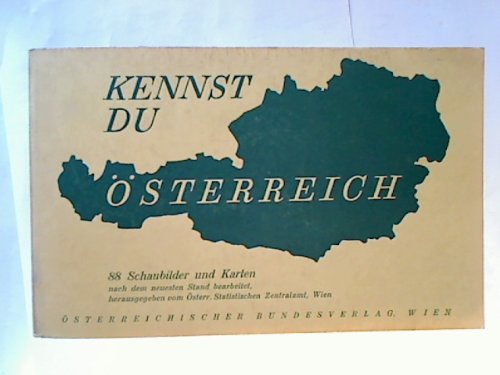 KENNST
DU
ÖSTERREICH
88 Schaubilder und Karten
nach dem neuesten Stand bearbeitet,
herausgegeben vom Österr. Statistischen Zentralamt, Wien
ÖSTERREICHISCHER BUNDESVERLAG, WIEN